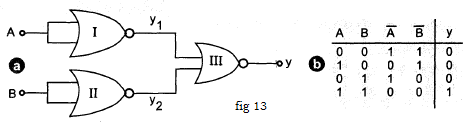 A
I
y₁
III
y
a
B
II
y₂
fig 13
b
A B A̅ B̅ y
0 0 1 1 0
1 0 0 1 0
0 1 1 0 0
1 1 0 0 1